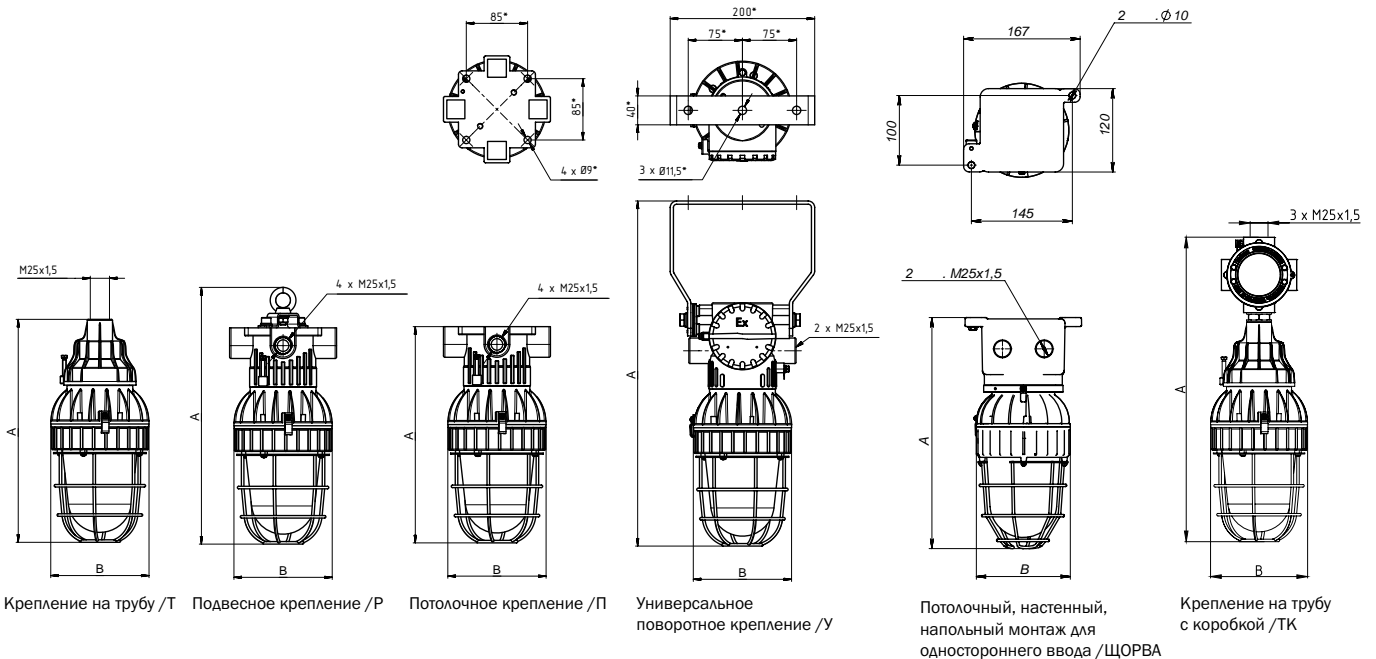 85*
85*
4 x Ø9*
200*
75*
75*
40*
3 x Ø11,5*
167
2 . ϕ 10
100
120
145
M25x1,5
A
B
4 x M25x1,5
A
B
4 x M25x1,5
A
B
Ex
2 x M25x1,5
A
B
2 . M25x1,5
A
B
3 x M25x1,5
A
B
Крепление на трубу /Т
Подвесное крепление /Р
Потолочное крепление /П
Универсальное
поворотное крепление /У
Потолочный, настенный,
напольный монтаж для
одностороннего ввода /ЩОРВА
Крепление на трубу
с коробкой /ТК